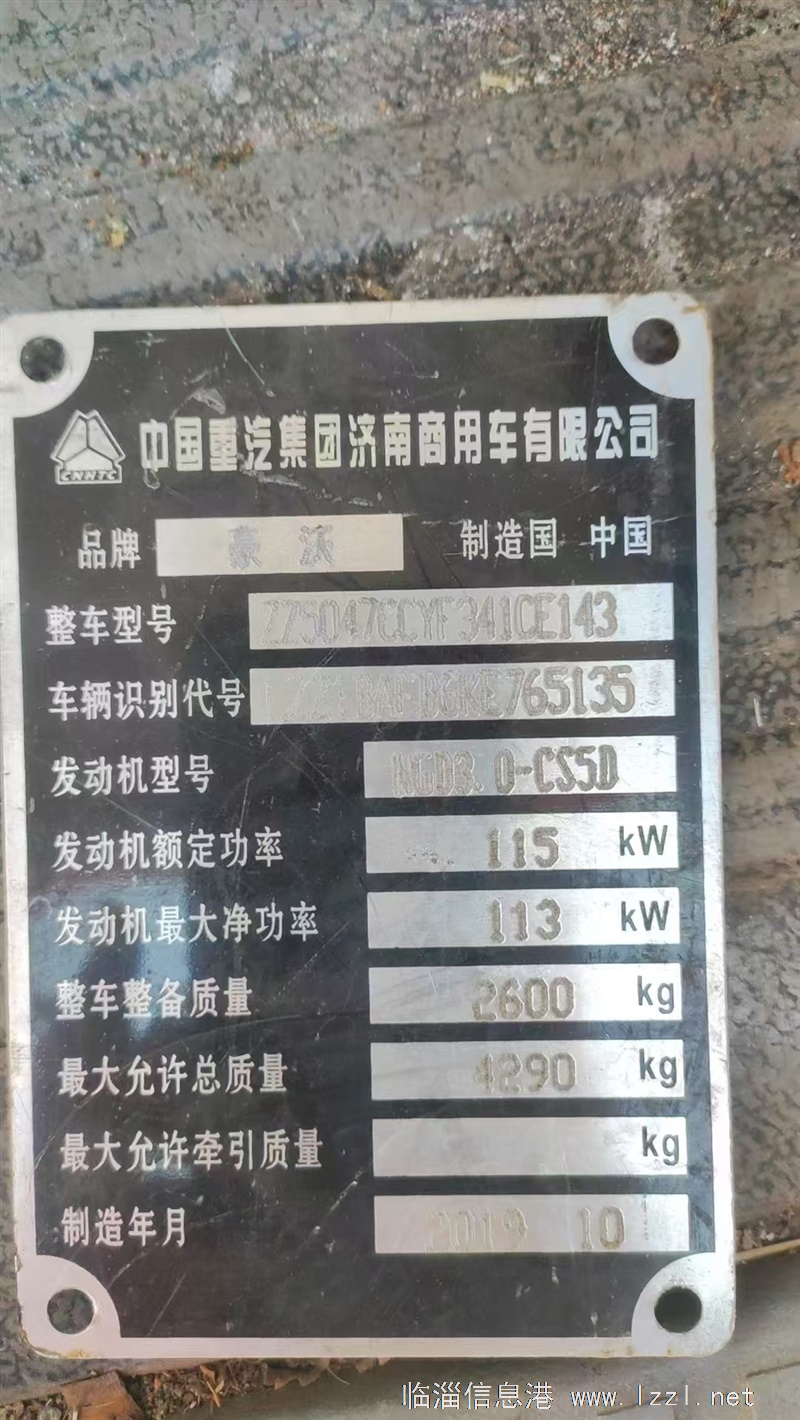 CNHTC
中国重汽集团济南商用车有限公司
品牌 豪沃 制造国 中国
整车型号 ZZ5047CCYF341CE143
车辆识别代号
发动机型号
发动机额定功率 115 kW
发动机最大净功率 113 kW
整车整备质量 2600 kg
最大允许总质量 4290 kg
最大允许牵引质量 kg
制造年月 2019 10
临淄信息港 www.lzzl.net